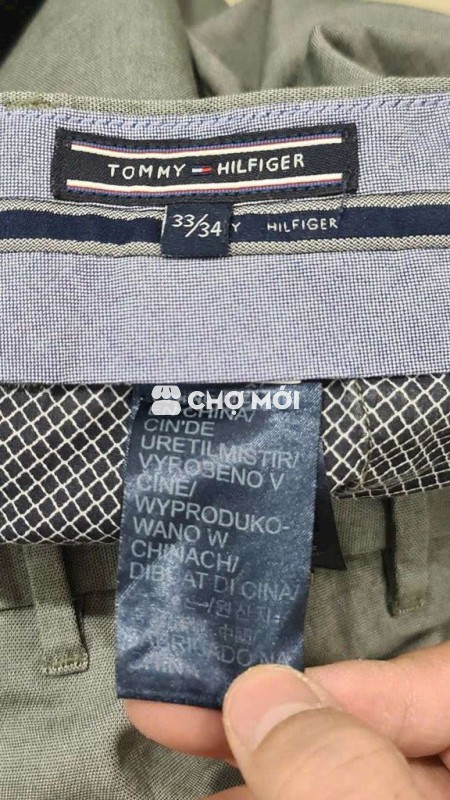 TOMMY HILFIGER
33/34 Y HILFIGER
CHỢ MỚI
CHINA/
CIN'DE
URETILMISTIR/
VYROBENO V
CINE/
WYPRODUKO-
WANO W
CHINACH/
DIBUAT DI CINA/